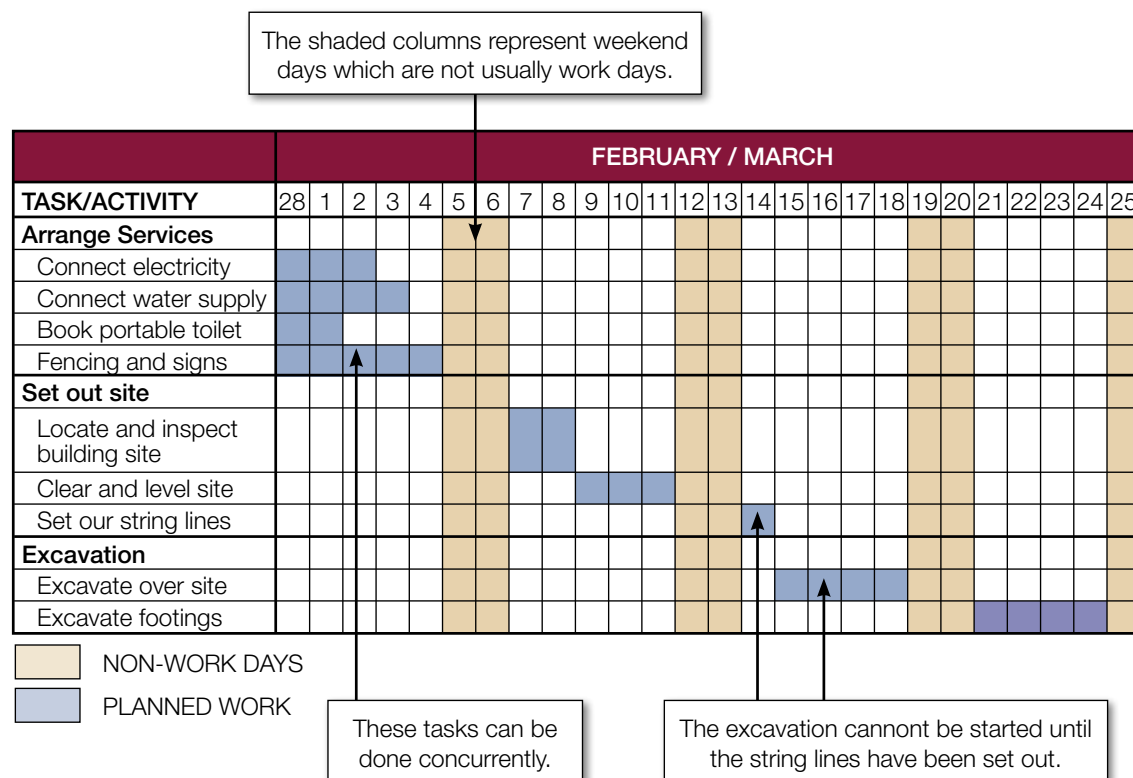 The shaded columns represent weekend
days which are not usually work days.
FEBRUARY / MARCH
TASK/ACTIVITY 28 1 2 3 4 5 6 7 8 9 10 11 12 13 14 15 16 17 18 19 20 21 22 23 24 25
Arrange Services
Connect electricity
Connect water supply
Book portable toilet
Fencing and signs
Set out site
Locate and inspect
building site
Clear and level site
Set our string lines
Excavation
Excavate over site
Excavate footings
NON-WORK DAYS
PLANNED WORK
These tasks can be
done concurrently.
The excavation cannont be started until
the string lines have been set out.